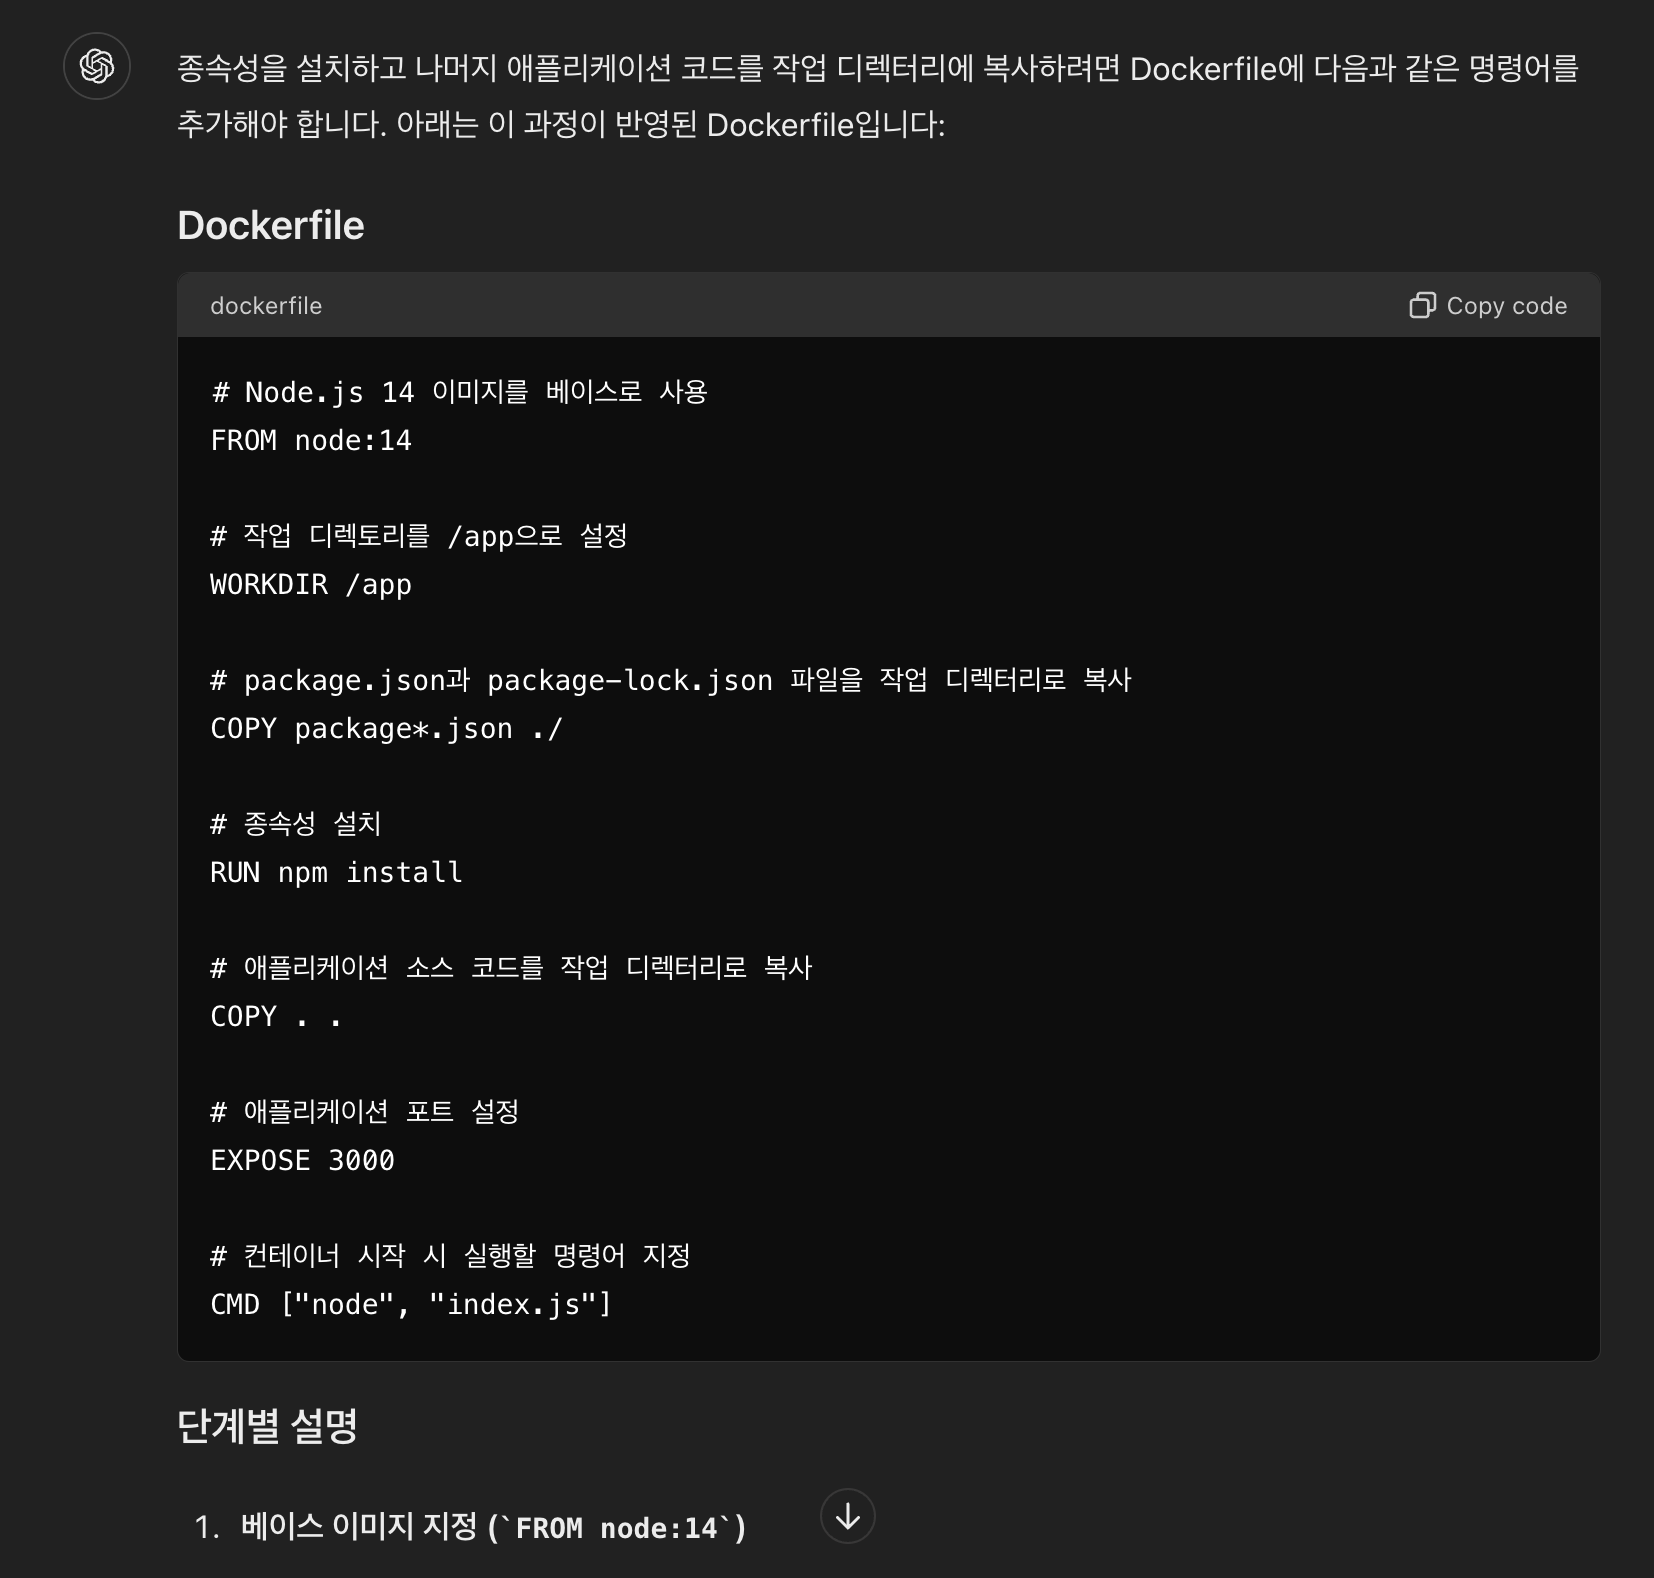 종속성을 설치하고 나머지 애플리케이션 코드를 작업 디렉터리에 복사하려면 Dockerfile에 다음과 같은 명령어를
추가해야 합니다. 아래는 이 과정이 반영된 Dockerfile입니다:
Dockerfile
dockerfile
Copy code
# Node.js 14 이미지를 베이스로 사용
FROM node:14
# 작업 디렉토리를 /app으로 설정
WORKDIR /app
# package.json과 package-lock.json 파일을 작업 디렉터리로 복사
COPY package*.json ./
# 종속성 설치
RUN npm install
# 애플리케이션 소스 코드를 작업 디렉터리로 복사
COPY . .
# 애플리케이션 포트 설정
EXPOSE 3000
# 컨테이너 시작 시 실행할 명령어 지정
CMD ["node", "index.js"]
단계별 설명
1. 베이스 이미지 지정 (`FROM node:14`)